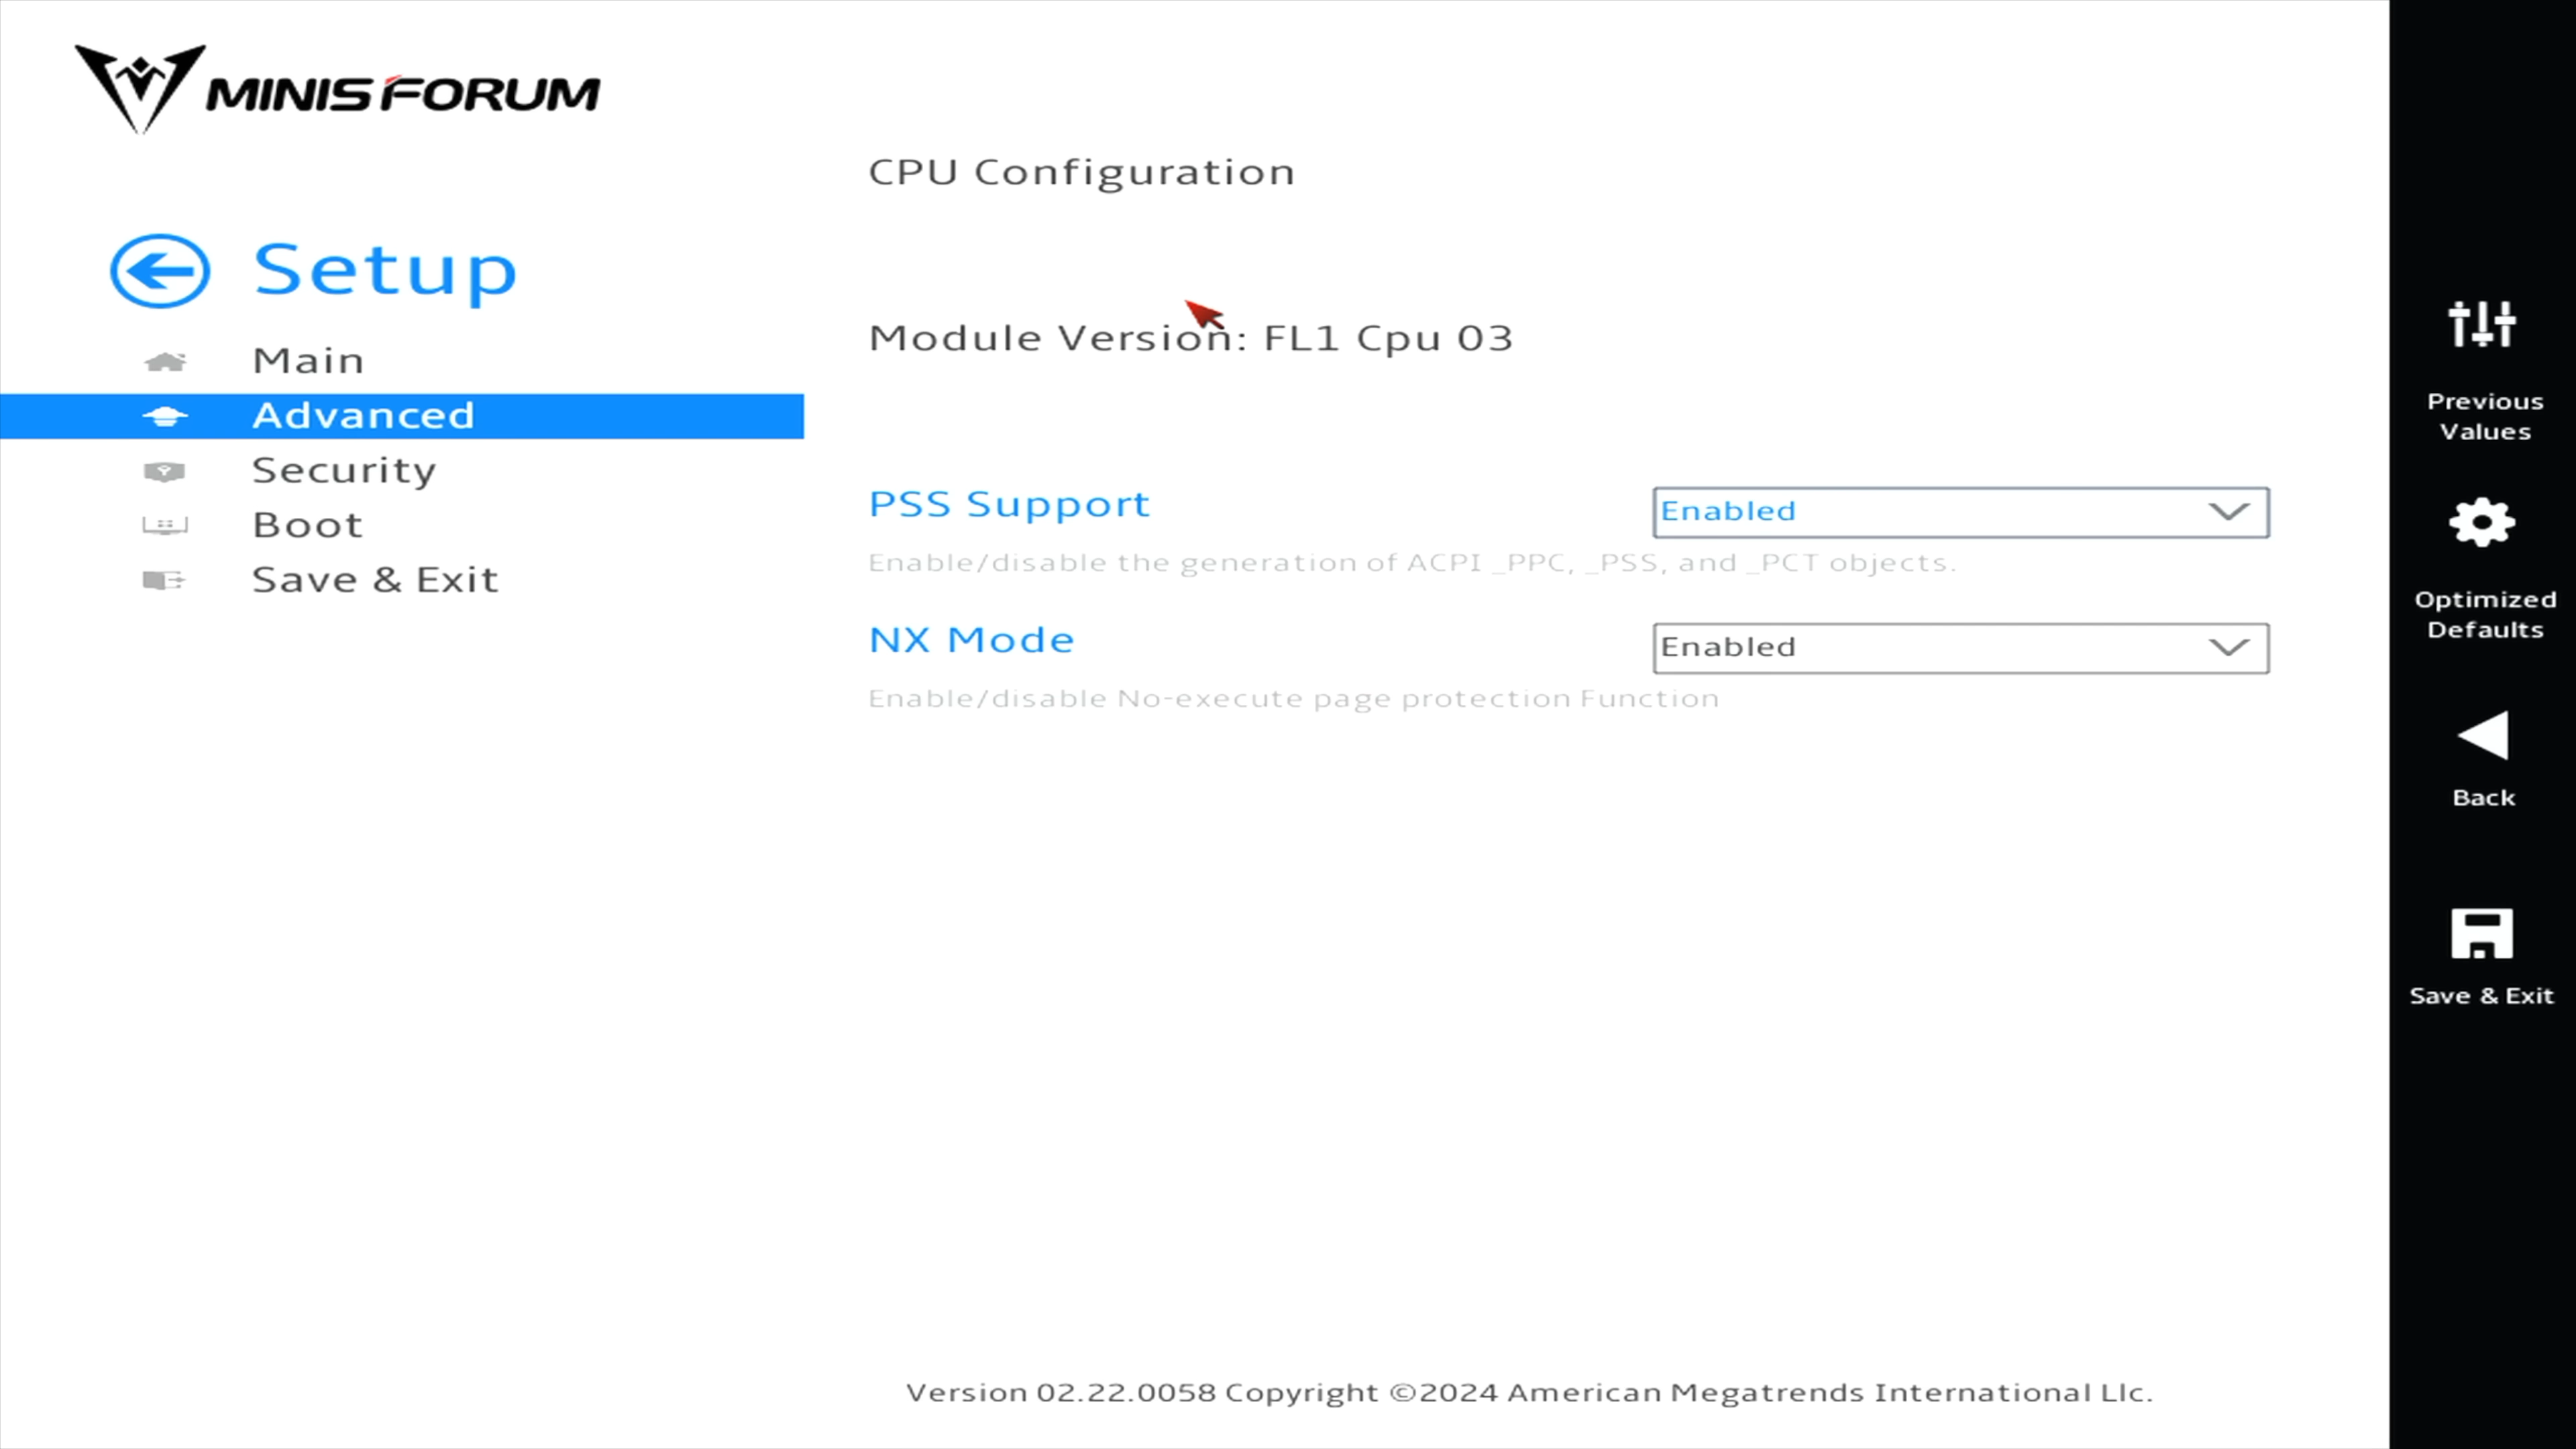 MINISFORUM
Setup
Main
Advanced
Security
Boot
Save & Exit
CPU Configuration
Module Version: FL1 Cpu 03
PSS Support
Enabled
Enable/disable the generation of ACPI _PPC, _PSS, and _PCT objects.
NX Mode
Enabled
Enable/disable No-execute page protection Function
Previous
Values
Optimized
Defaults
Back
Save & Exit
Version 02.22.0058 Copyright ©2024 American Megatrends International Llc.